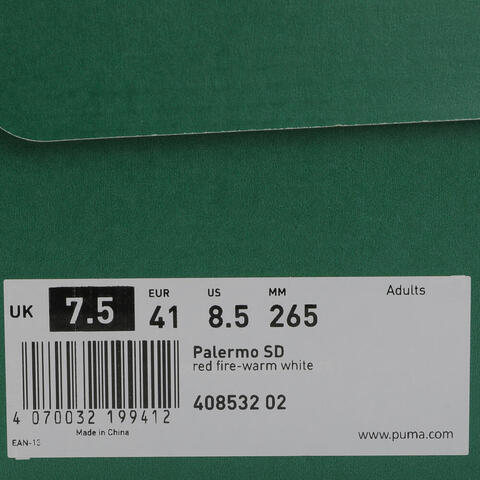 Adults
UK 7.5 EUR 41 US 8.5 MM 265
Palermo SD
red fire-warm white
408532 02
4 070032 199412
Made in China
EAN-13
www.puma.com